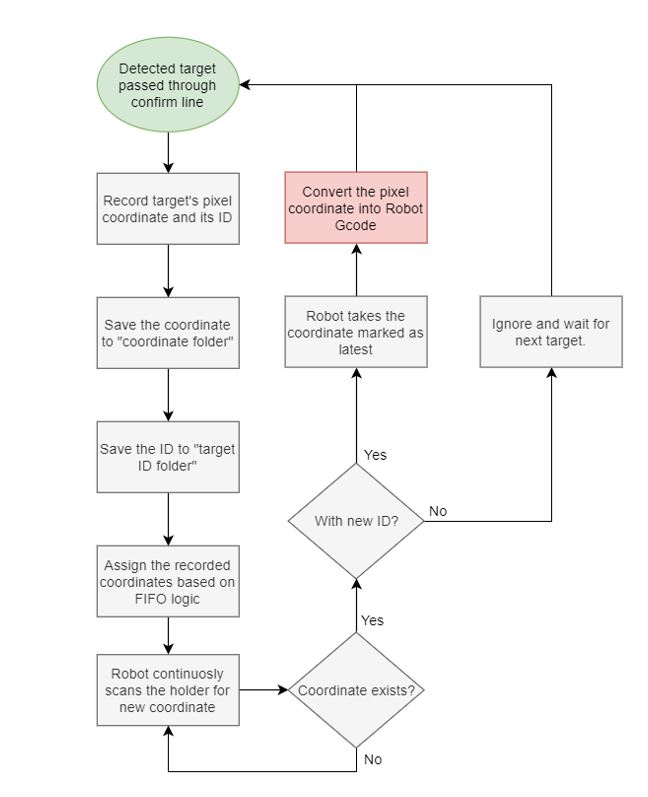 Detected target
passed through
confirm line
Record target's pixel
coordinate and its ID
Save the coordinate
to "coordinate folder"
Save the ID to "target
ID folder"
Assign the recorded
coordinates based on
FIFO logic
Robot continuosly
scans the holder for
new coordinate
Coordinate exists?
No
Yes
With new ID?
No
Yes
Robot takes the
coordinate marked as
latest
Convert the pixel
coordinate into Robot
Gcode
Ignore and wait for
next target.